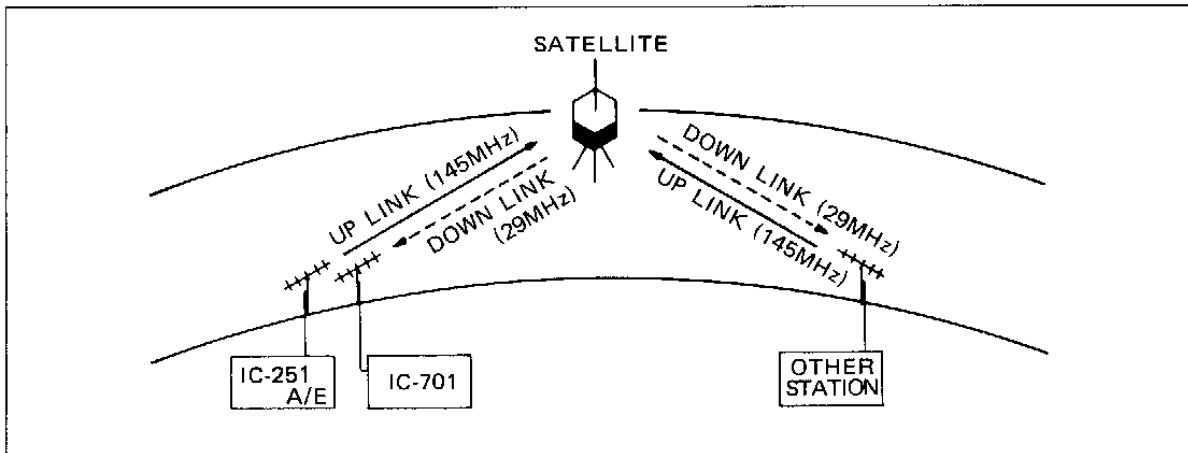 SATELLITE
UP LINK (145MHz)
DOWN LINK
(29MHz)
DOWN LINK (29MHz)
UP LINK (145MHz)
IC-251
A/E
IC-701
OTHER
STATION